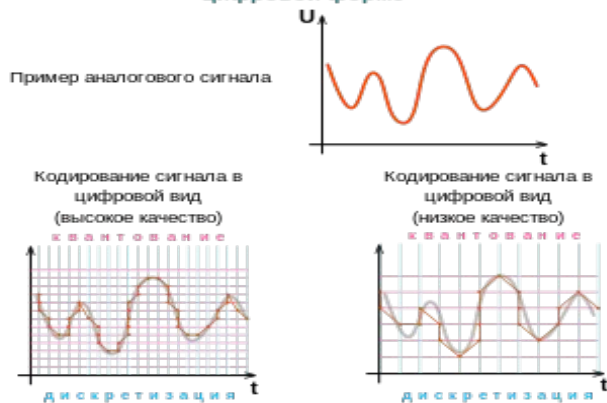 U
Пример аналогового сигнала
t
Кодирование сигнала в
цифровой вид
(высокое качество)
квантование
t
дискретизация
Кодирование сигнала в
цифровой вид
(низкое качество)
квантование
t
дискретизация